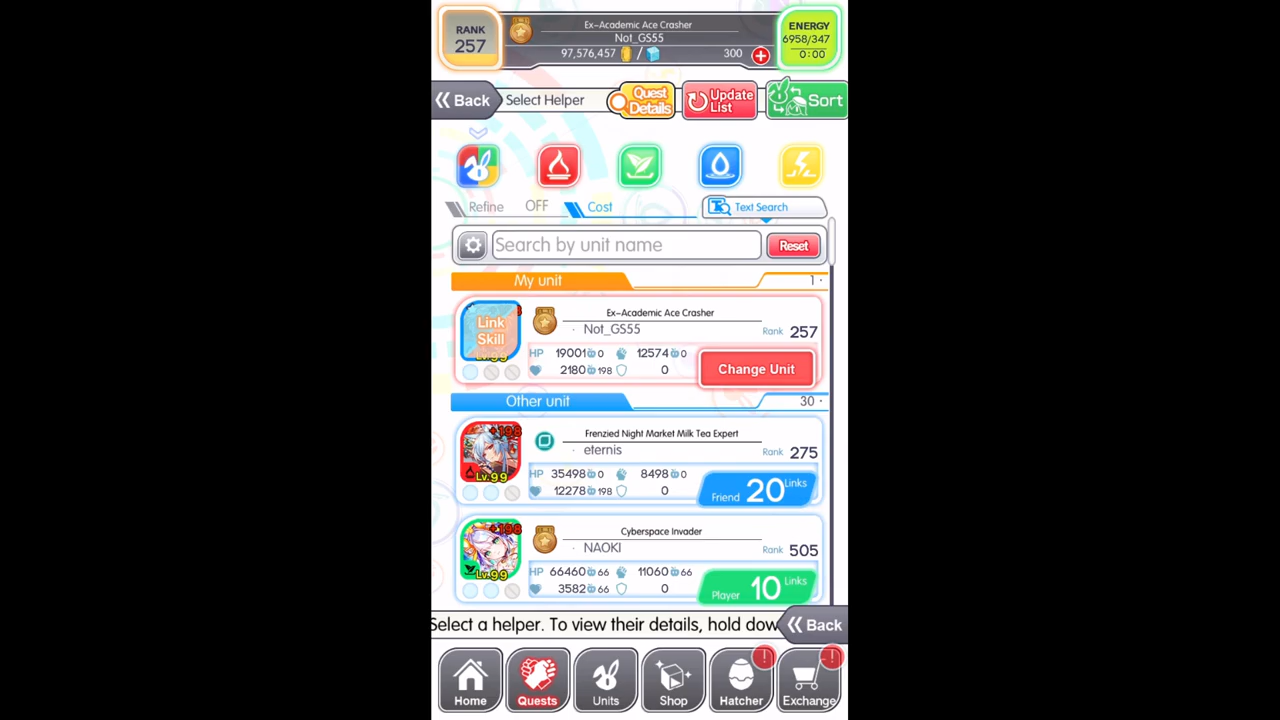 RANK
257
Ex-Academic Ace Crasher
Not_GS55
97,576,457 / 300
ENERGY
6958/347
0:00
Back
Select Helper
Quest Details
Update List
Sort
Refine OFF
Cost
Text Search
Search by unit name
Reset
My unit
1
Link Skill
Lv.99
Ex-Academic Ace Crasher
Not_GS55
Rank 257
HP 19001 0 12574 0
2180 198 0
Change Unit
Other unit
30
+198
Lv.99
Frenzied Night Market Milk Tea Expert
eternis
Rank 275
HP 35498 0 8498 0
12278 198 0
Friend 20 Links
+198
Lv.99
Cyberspace Invader
NAOKI
Rank 505
HP 66460 66 11060 66
3582 66 0
Player 10 Links
Select a helper. To view their details, hold dow
Back
Home
Quests
Units
Shop
!
Hatcher
!
Exchange